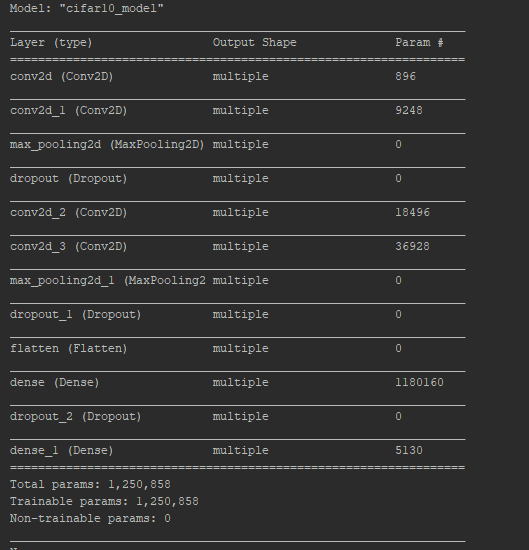 Model: "cifar10_model"
Layer (type) Output Shape Param #
conv2d (Conv2D) multiple 896
conv2d_1 (Conv2D) multiple 9248
max_pooling2d (MaxPooling2D) multiple 0
dropout (Dropout) multiple 0
conv2d_2 (Conv2D) multiple 18496
conv2d_3 (Conv2D) multiple 36928
max_pooling2d_1 (MaxPooling2 multiple 0
dropout_1 (Dropout) multiple 0
flatten (Flatten) multiple 0
dense (Dense) multiple 1180160
dropout_2 (Dropout) multiple 0
dense_1 (Dense) multiple 5130
Total params: 1,250,858
Trainable params: 1,250,858
Non-trainable params: 0